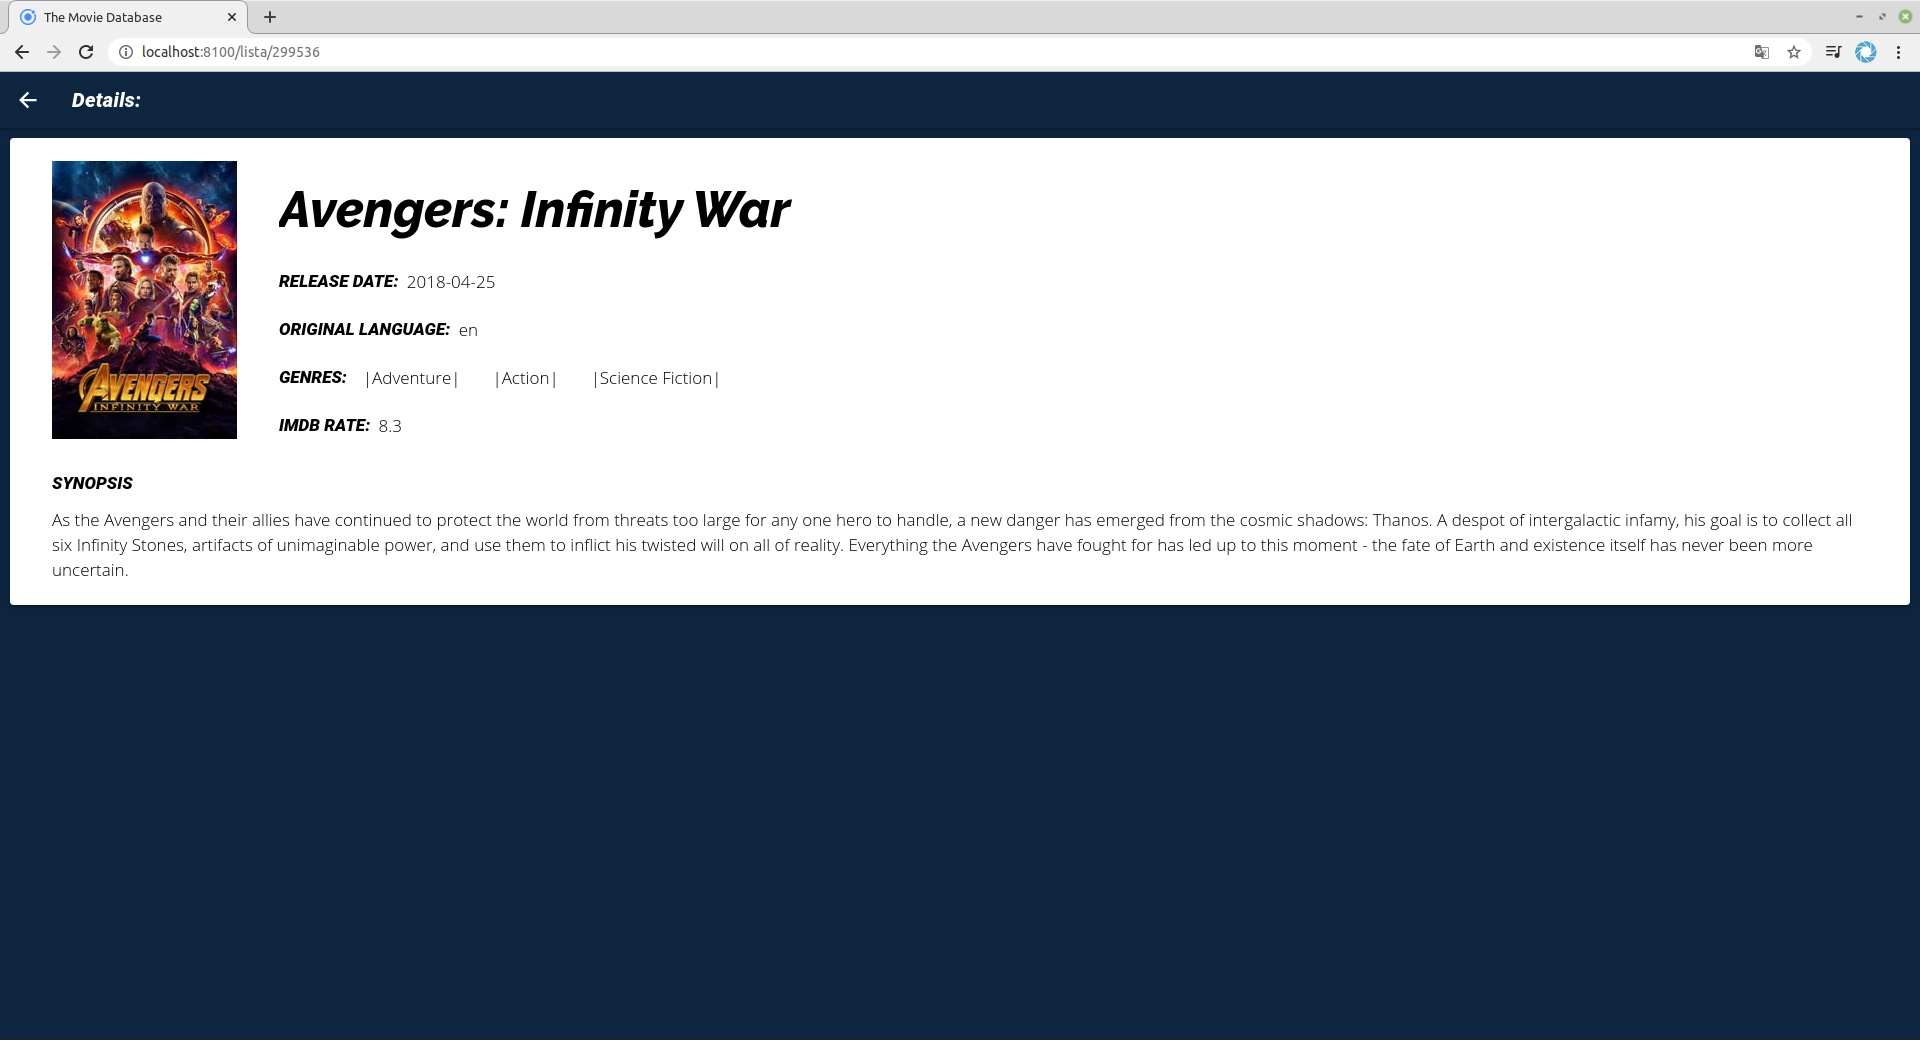 The Movie Database
localhost:8100/lista/299536
Details:
AVENGERS
INFINITY WAR
Avengers: Infinity War
RELEASE DATE: 2018-04-25
ORIGINAL LANGUAGE: en
GENRES: |Adventure| |Action| |Science Fiction|
IMDB RATE: 8.3
SYNOPSIS
As the Avengers and their allies have continued to protect the world from threats too large for any one hero to handle, a new danger has emerged from the cosmic shadows: Thanos. A despot of intergalactic infamy, his goal is to collect all
six Infinity Stones, artifacts of unimaginable power, and use them to inflict his twisted will on all of reality. Everything the Avengers have fought for has led up to this moment - the fate of Earth and existence itself has never been more
uncertain.